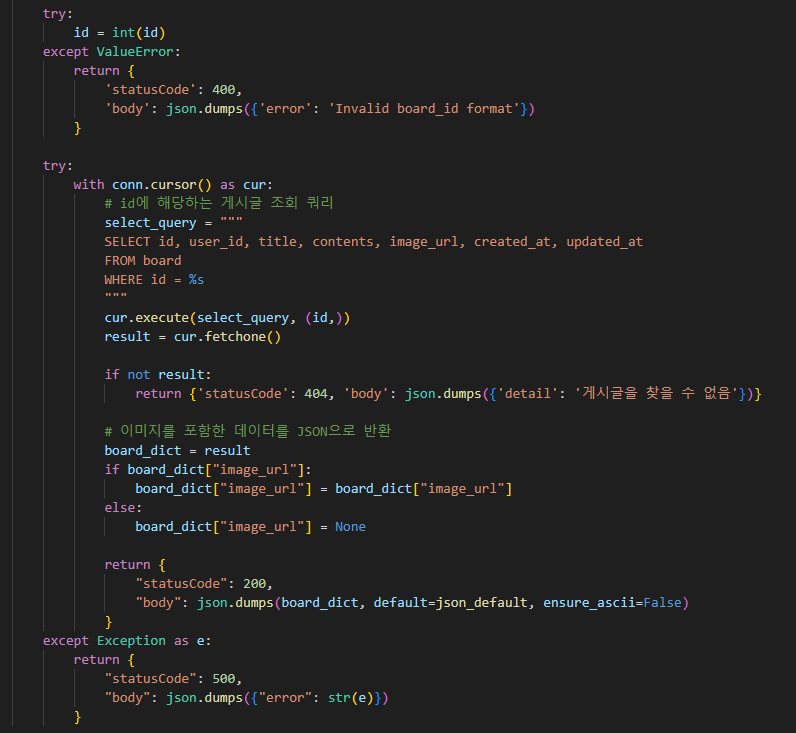 try:
    id = int(id)
except ValueError:
    return {
        'statusCode': 400,
        'body': json.dumps({'error': 'Invalid board_id format'})
    }

try:
    with conn.cursor() as cur:
        # id에 해당하는 게시글 조회 쿼리
        select_query = """
        SELECT id, user_id, title, contents, image_url, created_at, updated_at
        FROM board
        WHERE id = %s
        """
        cur.execute(select_query, (id,))
        result = cur.fetchone()

        if not result:
            return {'statusCode': 404, 'body': json.dumps({'detail': '게시글을 찾을 수 없음'})}

        # 이미지를 포함한 데이터를 JSON으로 반환
        board_dict = result
        if board_dict["image_url"]:
            board_dict["image_url"] = board_dict["image_url"]
        else:
            board_dict["image_url"] = None

        return {
            "statusCode": 200,
            "body": json.dumps(board_dict, default=json_default, ensure_ascii=False)
        }
except Exception as e:
    return {
        "statusCode": 500,
        "body": json.dumps({"error": str(e)})
    }